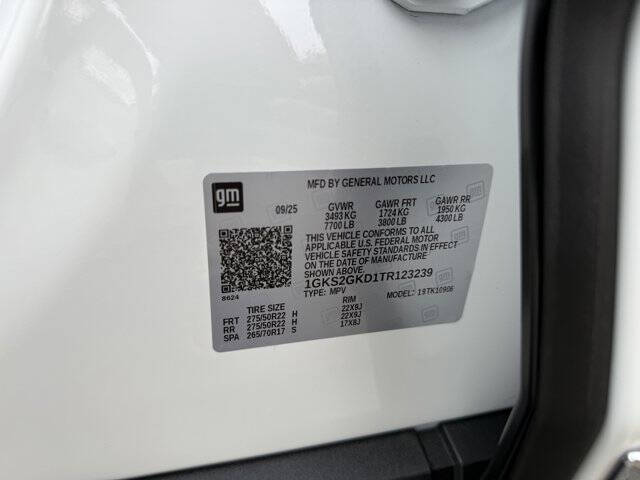 gm
MFD BY GENERAL MOTORS LLC
09/25 GVWR GAWR FRT GAWR RR
3493 KG 1724 KG 1950 KG
7700 LB 3800 LB 4300 LB
THIS VEHICLE CONFORMS TO ALL
APPLICABLE U.S. FEDERAL MOTOR
VEHICLE SAFETY STANDARDS IN EFFECT
ON THE DATE OF MANUFACTURE SHOWN ABOVE.
1GKS2GKD1TR123239
8624 TYPE: MPV MODEL: 19TK10906
TIRE SIZE RIM
FRT 275/50R22 H 22X9J
RR 275/50R22 H 22X9J
SPA 265/70R17 S 17X8J